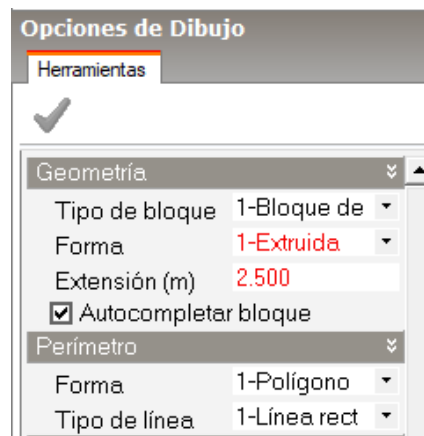 Opciones de Dibujo
Herramientas
Geometría
Tipo de bloque 1-Bloque de
Forma 1-Extruida
Extensión (m) 2.500
Autocompletar bloque
Perímetro
Forma 1-Polígono
Tipo de línea 1-Línea rect